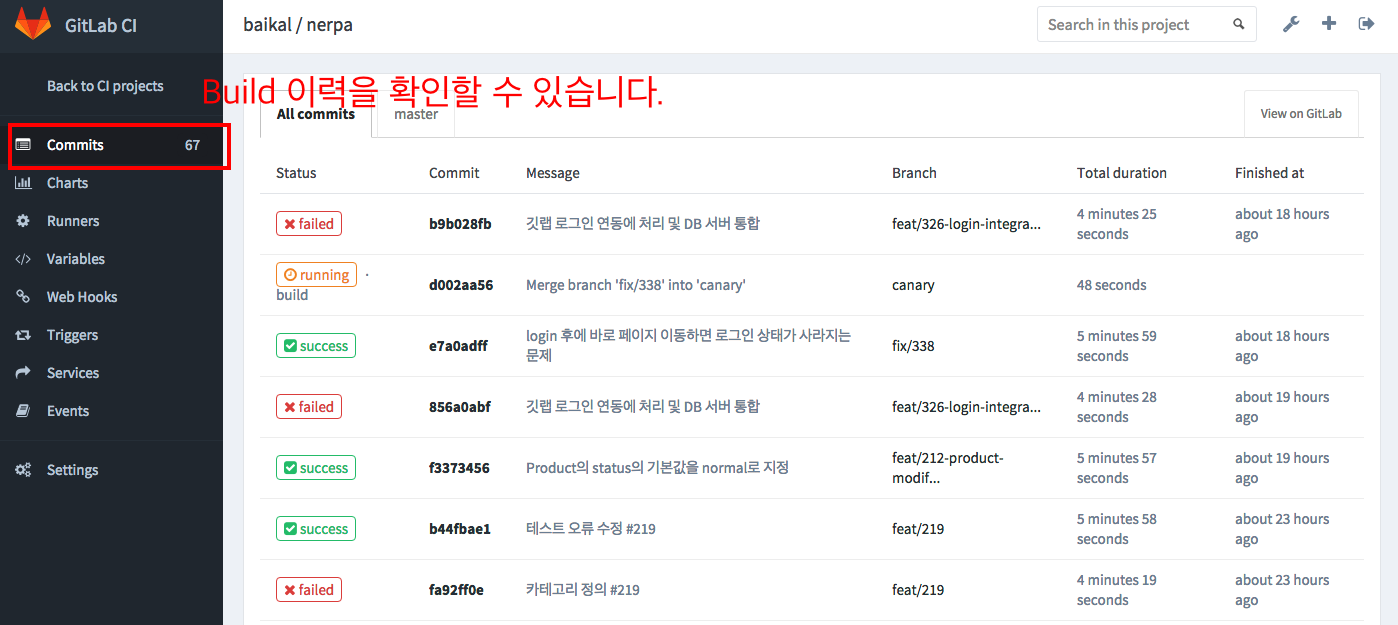 GitLab CI
baikal / nerpa
Search in this project
Back to CI projects
Build 이력을 확인할 수 있습니다.
All commits
master
View on GitLab
Commits 67
Charts
Runners
Variables
Web Hooks
Triggers
Services
Events
Settings
Status Commit Message Branch Total duration Finished at
failed b9b028fb 깃랩 로그인 연동에 처리 및 DB 서버 통합 feat/326-login-integra... 4 minutes 25 about 18 hours
seconds ago
running · d002aa56 Merge branch 'fix/338' into 'canary' canary 48 seconds
build
success e7a0adff login 후에 바로 페이지 이동하면 로그인 상태가 사라지는 fix/338 5 minutes 59 about 18 hours
문제 seconds ago
failed 856a0abf 깃랩 로그인 연동에 처리 및 DB 서버 통합 feat/326-login-integra... 4 minutes 28 about 19 hours
seconds ago
success f3373456 Product의 status의 기본값을 normal로 지정 feat/212-product- 5 minutes 57 about 19 hours
modif... seconds ago
success b44fbae1 테스트 오류 수정 #219 feat/219 5 minutes 58 about 23 hours
seconds ago
failed fa92ff0e 카테고리 정의 #219 feat/219 4 minutes 19 about 23 hours
seconds ago